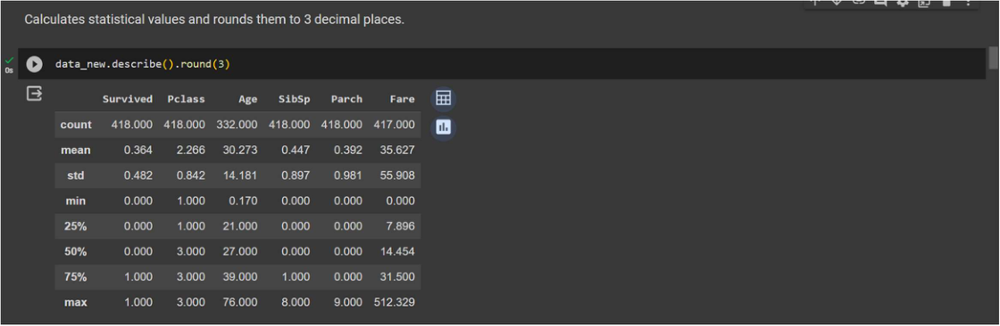 Calculates statistical values and rounds them to 3 decimal places.
0s
data_new.describe().round(3)
Survived Pclass Age SibSp Parch Fare
count 418.000 418.000 332.000 418.000 418.000 417.000
mean 0.364 2.266 30.273 0.447 0.392 35.627
std 0.482 0.842 14.181 0.897 0.981 55.908
min 0.000 1.000 0.170 0.000 0.000 0.000
25% 0.000 1.000 21.000 0.000 0.000 7.896
50% 0.000 3.000 27.000 0.000 0.000 14.454
75% 1.000 3.000 39.000 1.000 0.000 31.500
max 1.000 3.000 76.000 8.000 9.000 512.329